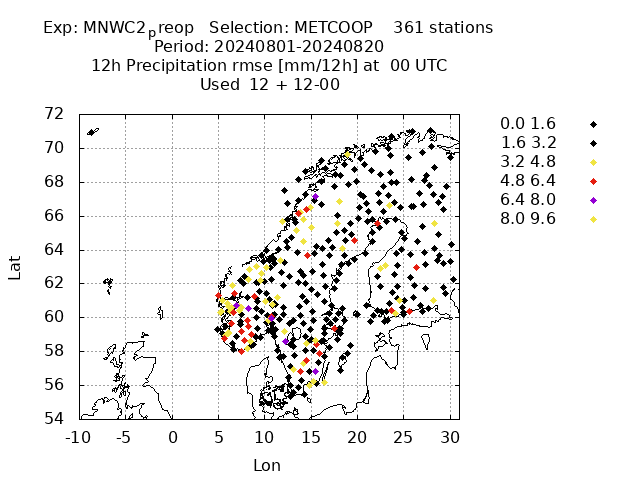 Exp: MNWC2_preop   Selection: METCOOP    361 stations
Period: 20240801-20240820
12h Precipitation rmse [mm/12h] at  00 UTC
Used  12 + 12-00
0.0 1.6
1.6 3.2
3.2 4.8
4.8 6.4
6.4 8.0
8.0 9.6
72
70
68
66
64
62
60
58
56
54
Lat
-10 -5 0 5 10 15 20 25 30
Lon